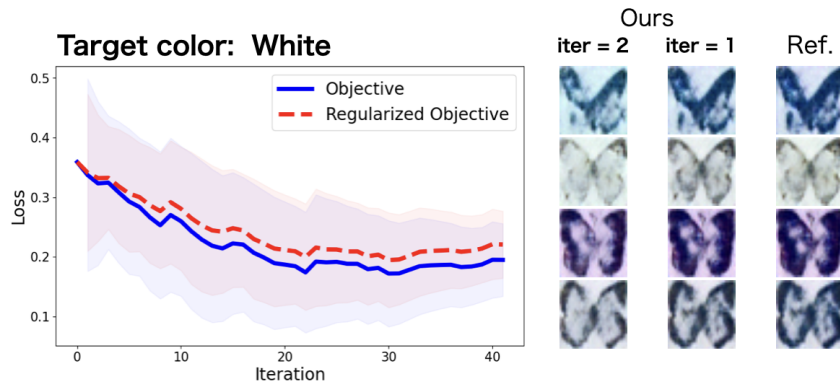 Target color: White
Ours
iter = 2 iter = 1 Ref.
Objective
Regularized Objective
Loss
0.5
0.4
0.3
0.2
0.1
0 10 20 30 40
Iteration